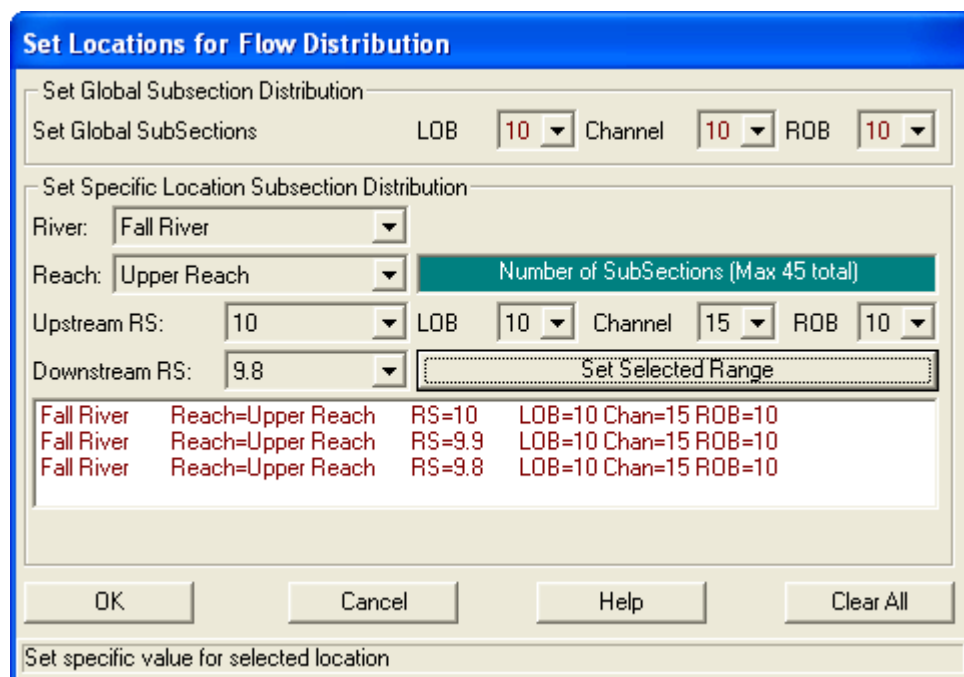 Set Locations for Flow Distribution
Set Global Subsection Distribution
Set Global SubSections LOB 10 Channel 10 ROB 10
Set Specific Location Subsection Distribution
River: Fall River
Reach: Upper Reach Number of SubSections (Max 45 total)
Upstream RS: 10 LOB 10 Channel 15 ROB 10
Downstream RS: 9.8 Set Selected Range
Fall River Reach=Upper Reach RS=10 LOB=10 Chan=15 ROB=10
Fall River Reach=Upper Reach RS=9.9 LOB=10 Chan=15 ROB=10
Fall River Reach=Upper Reach RS=9.8 LOB=10 Chan=15 ROB=10
OK Cancel Help Clear All
Set specific value for selected location